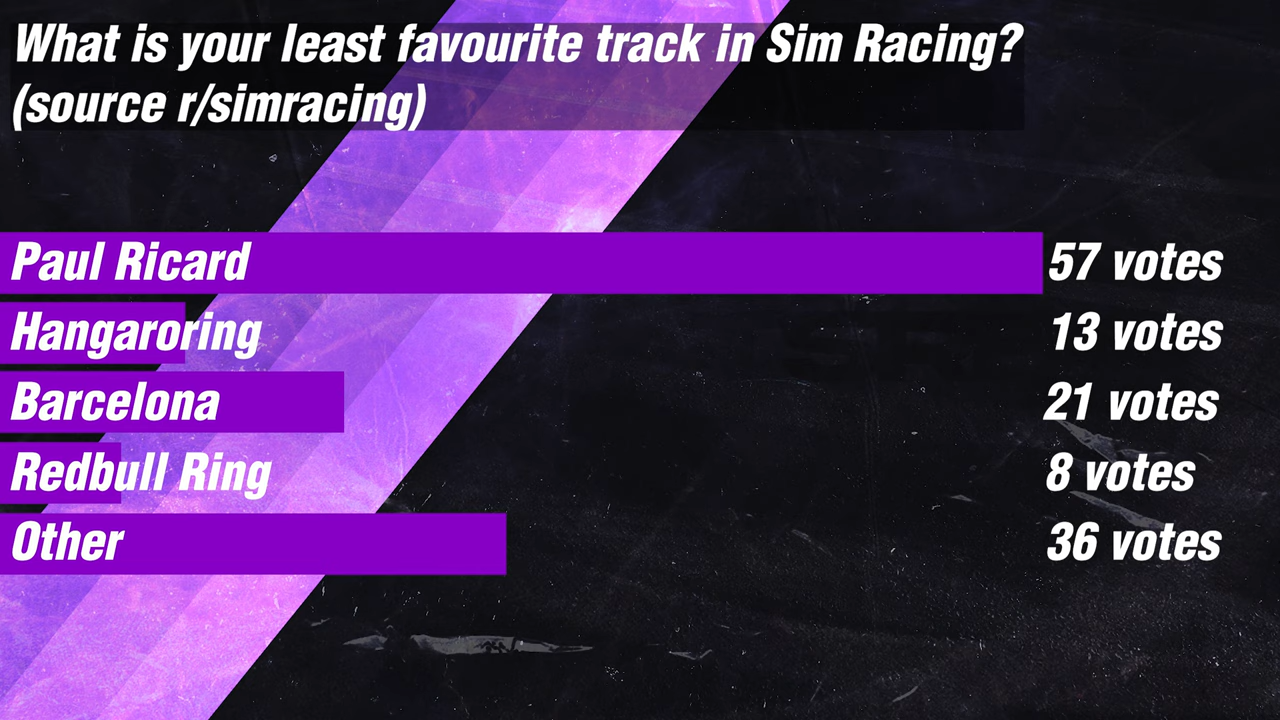 What is your least favourite track in Sim Racing?
(source r/simracing)
Paul Ricard 57 votes
Hangaroring 13 votes
Barcelona 21 votes
Redbull Ring 8 votes
Other 36 votes